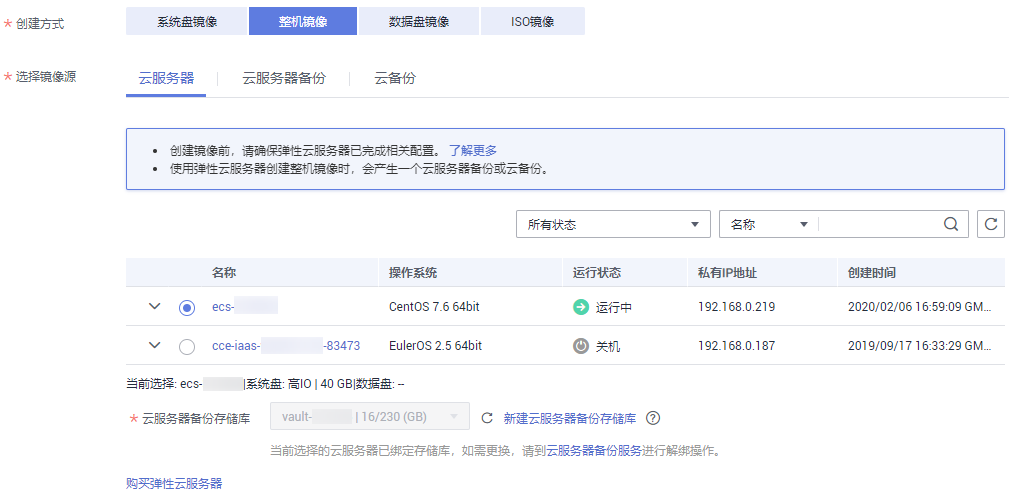 * 创建方式 系统盘镜像 整机镜像 数据盘镜像 ISO镜像
* 选择镜像源 云服务器 云服务器备份 云备份
• 创建镜像前，请确保弹性云服务器已完成相关配置。 了解更多
• 使用弹性云服务器创建整机镜像时，会产生一个云服务器备份或云备份。
所有状态 名称
名称 操作系统 运行状态 私有IP地址 创建时间
ecs- CentOS 7.6 64bit 运行中 192.168.0.219 2020/02/06 16:59:09 GM...
cce-iaas- -83473 EulerOS 2.5 64bit 关机 192.168.0.187 2019/09/17 16:33:29 GM...
当前选择: ecs- |系统盘: 高IO | 40 GB|数据盘: --
* 云服务器备份存储库 vault- | 16/230 (GB) 新建云服务器备份存储库 ?
当前选择的云服务器已绑定存储库，如需更换，请到云服务器备份服务进行解绑操作。
购买弹性云服务器